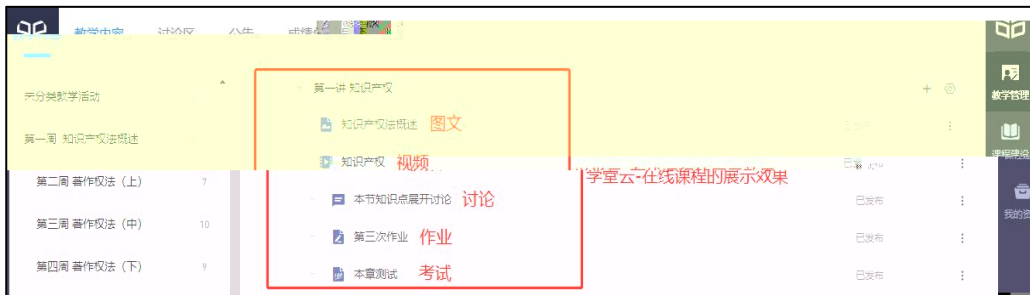 教学内容 讨论区 公告
未分类教学活动
第一讲 知识产权
教学管理
知识产权法概述 图文
第一周 知识产权法概述
知识产权 视频
课程建设
学堂云-在线课程的展示效果
第二周 著作权法（上） 7
本节知识点展开讨论 讨论
已发布
第三周 著作权法（中） 10
第三次作业 作业
已发布
第四周 著作权法（下） 9
本章测试 考试
已发布